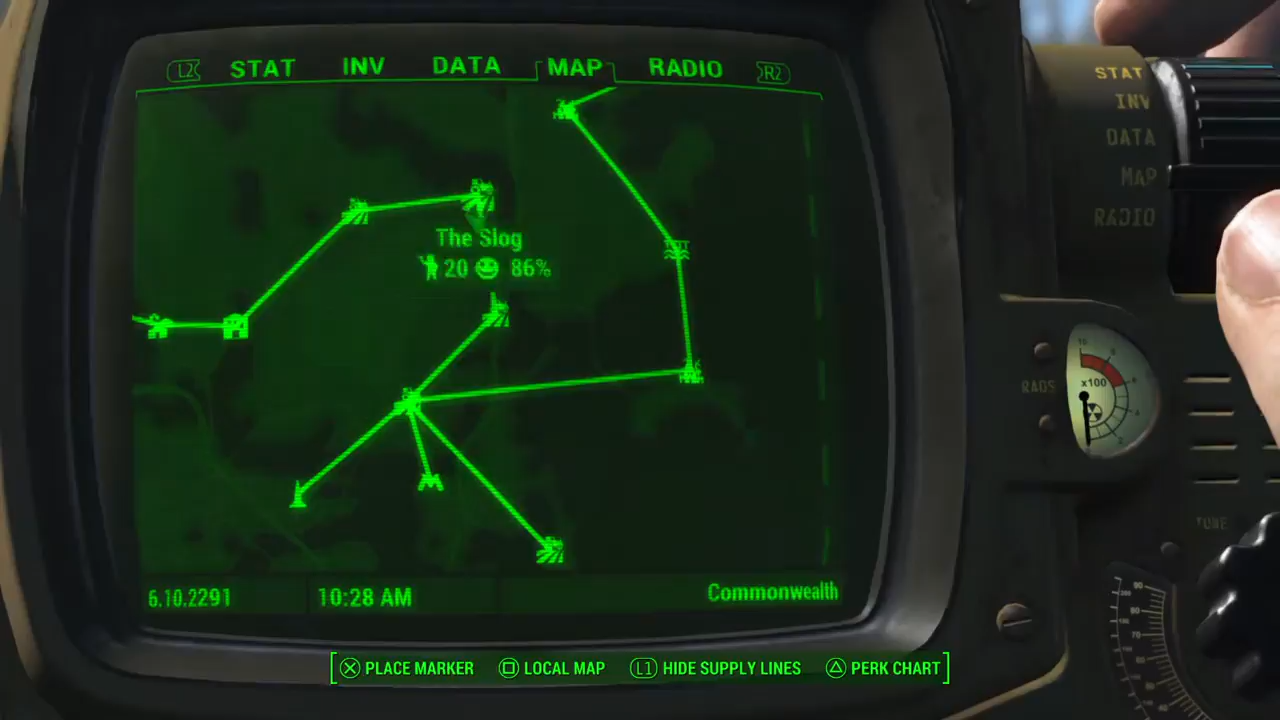 L2 STAT INV DATA MAP RADIO R2
The Slog
20 86%
6.10.2291 10:28 AM Commonwealth
PLACE MARKER LOCAL MAP L1 HIDE SUPPLY LINES PERK CHART
STAT
INV
DATA
MAP
RADIO
RADS
x100
TUNE